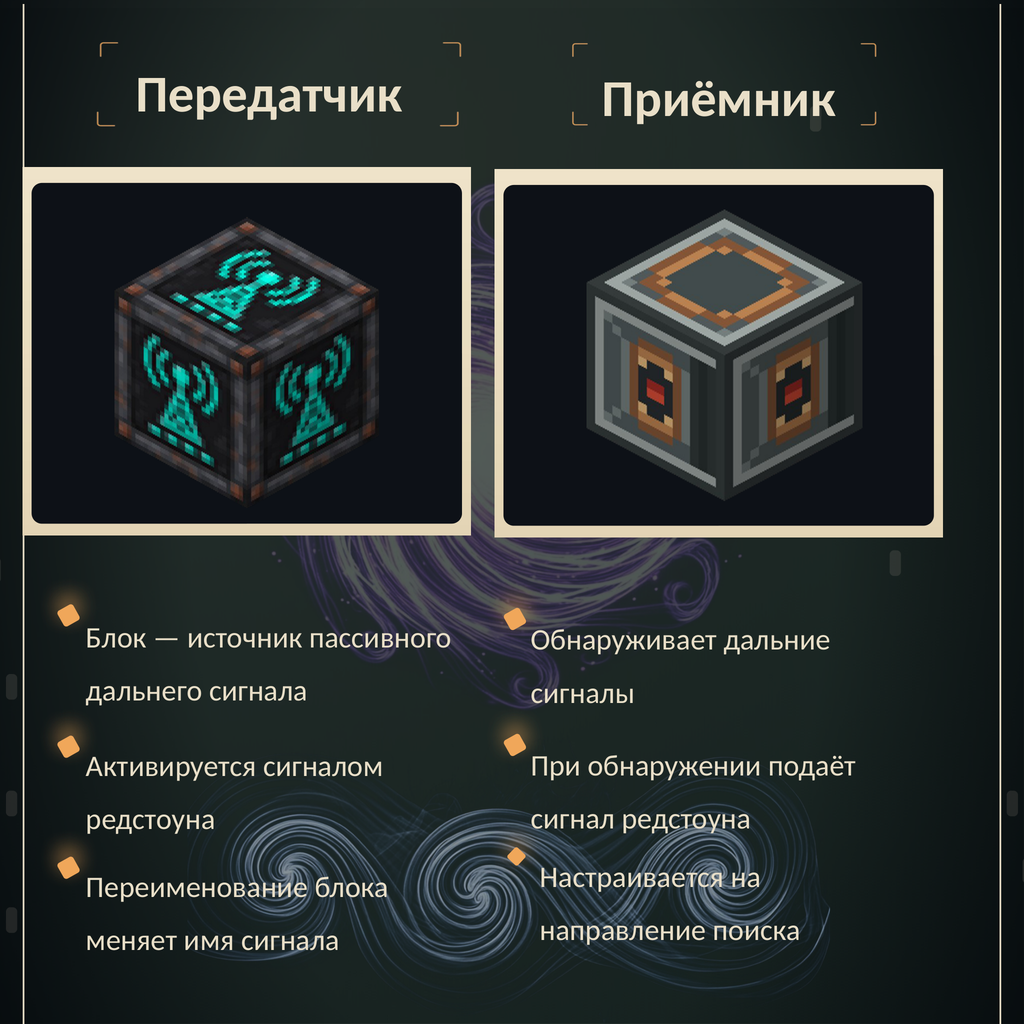 Передатчик
Приёмник
Блок — источник пассивного
дальнего сигнала
Активируется сигналом
редстоуна
Переименование блока
меняет имя сигнала
Обнаруживает дальние
сигналы
При обнаружении подаёт
сигнал редстоуна
Настраивается на
направление поиска